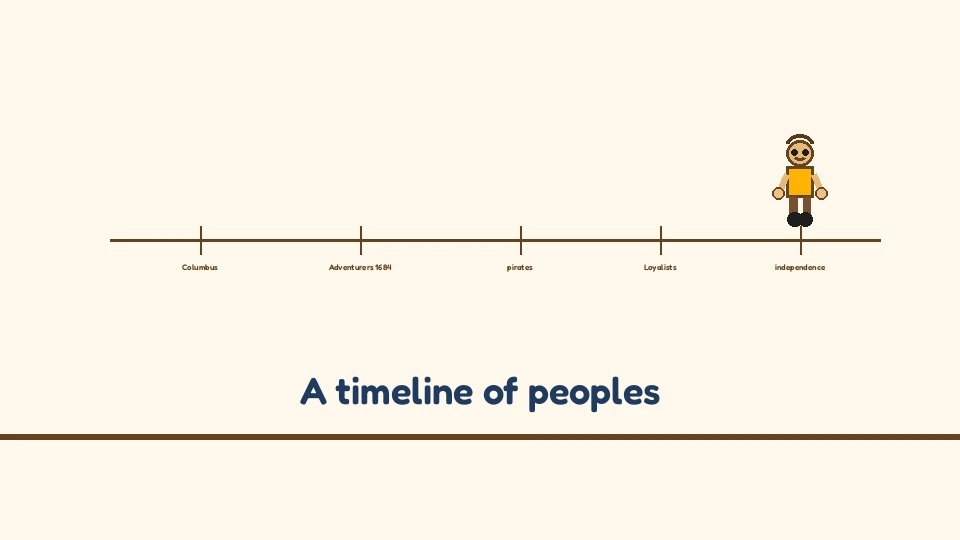 Columbus
Adventurers 1684
pirates
Loyalists
independence
A timeline of peoples